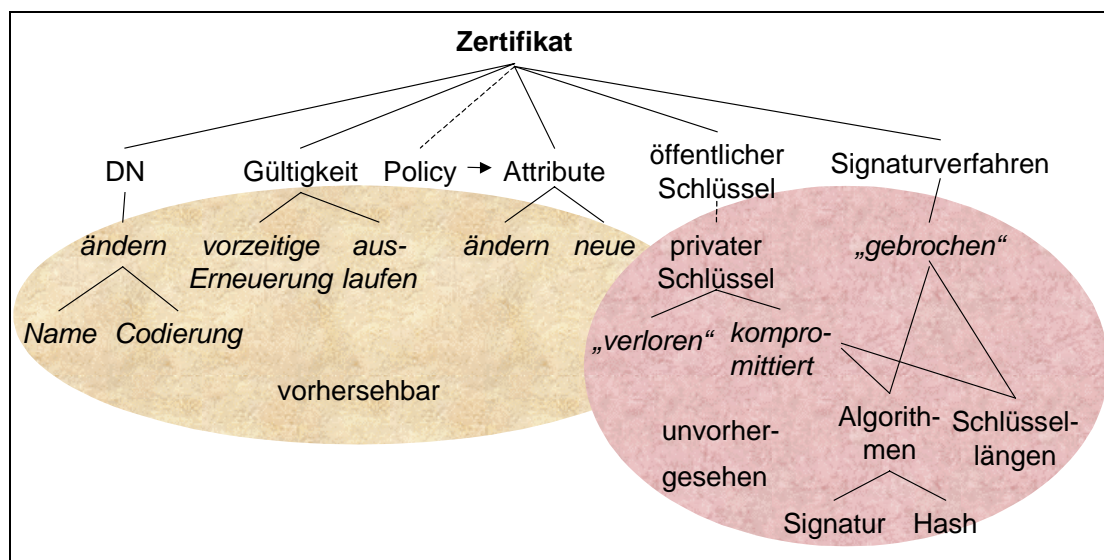 Zertifikat
DN
Gültigkeit
Policy
Attribute
öffentlicher
Schlüssel
Signaturverfahren
ändern
vorzeitige
Erneuerung
aus-
laufen
ändern
neue
privater
Schlüssel
„gebrochen“
Name
Codierung
„verloren“
kompro-
mittiert
vorhersehbar
unvorher-
gesehen
Algorith-
men
Schlüssel-
längen
Signatur
Hash